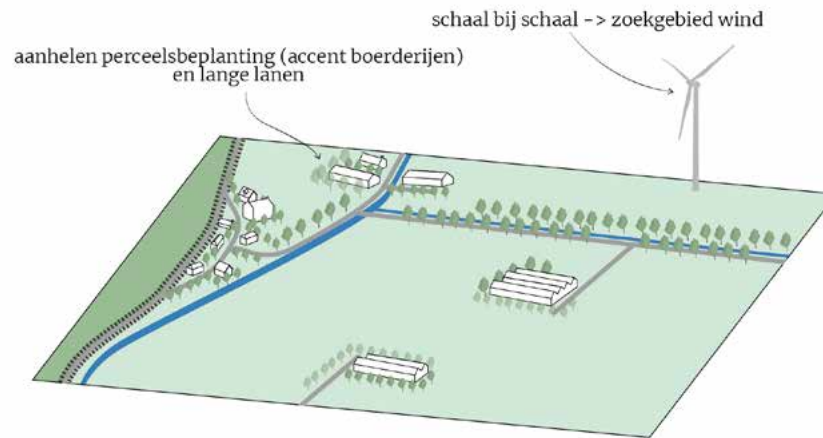 schaal bij schaal -> zoekgebied wind
aanhelen perceelsbeplanting (accent boerderijen)
en lange lanen